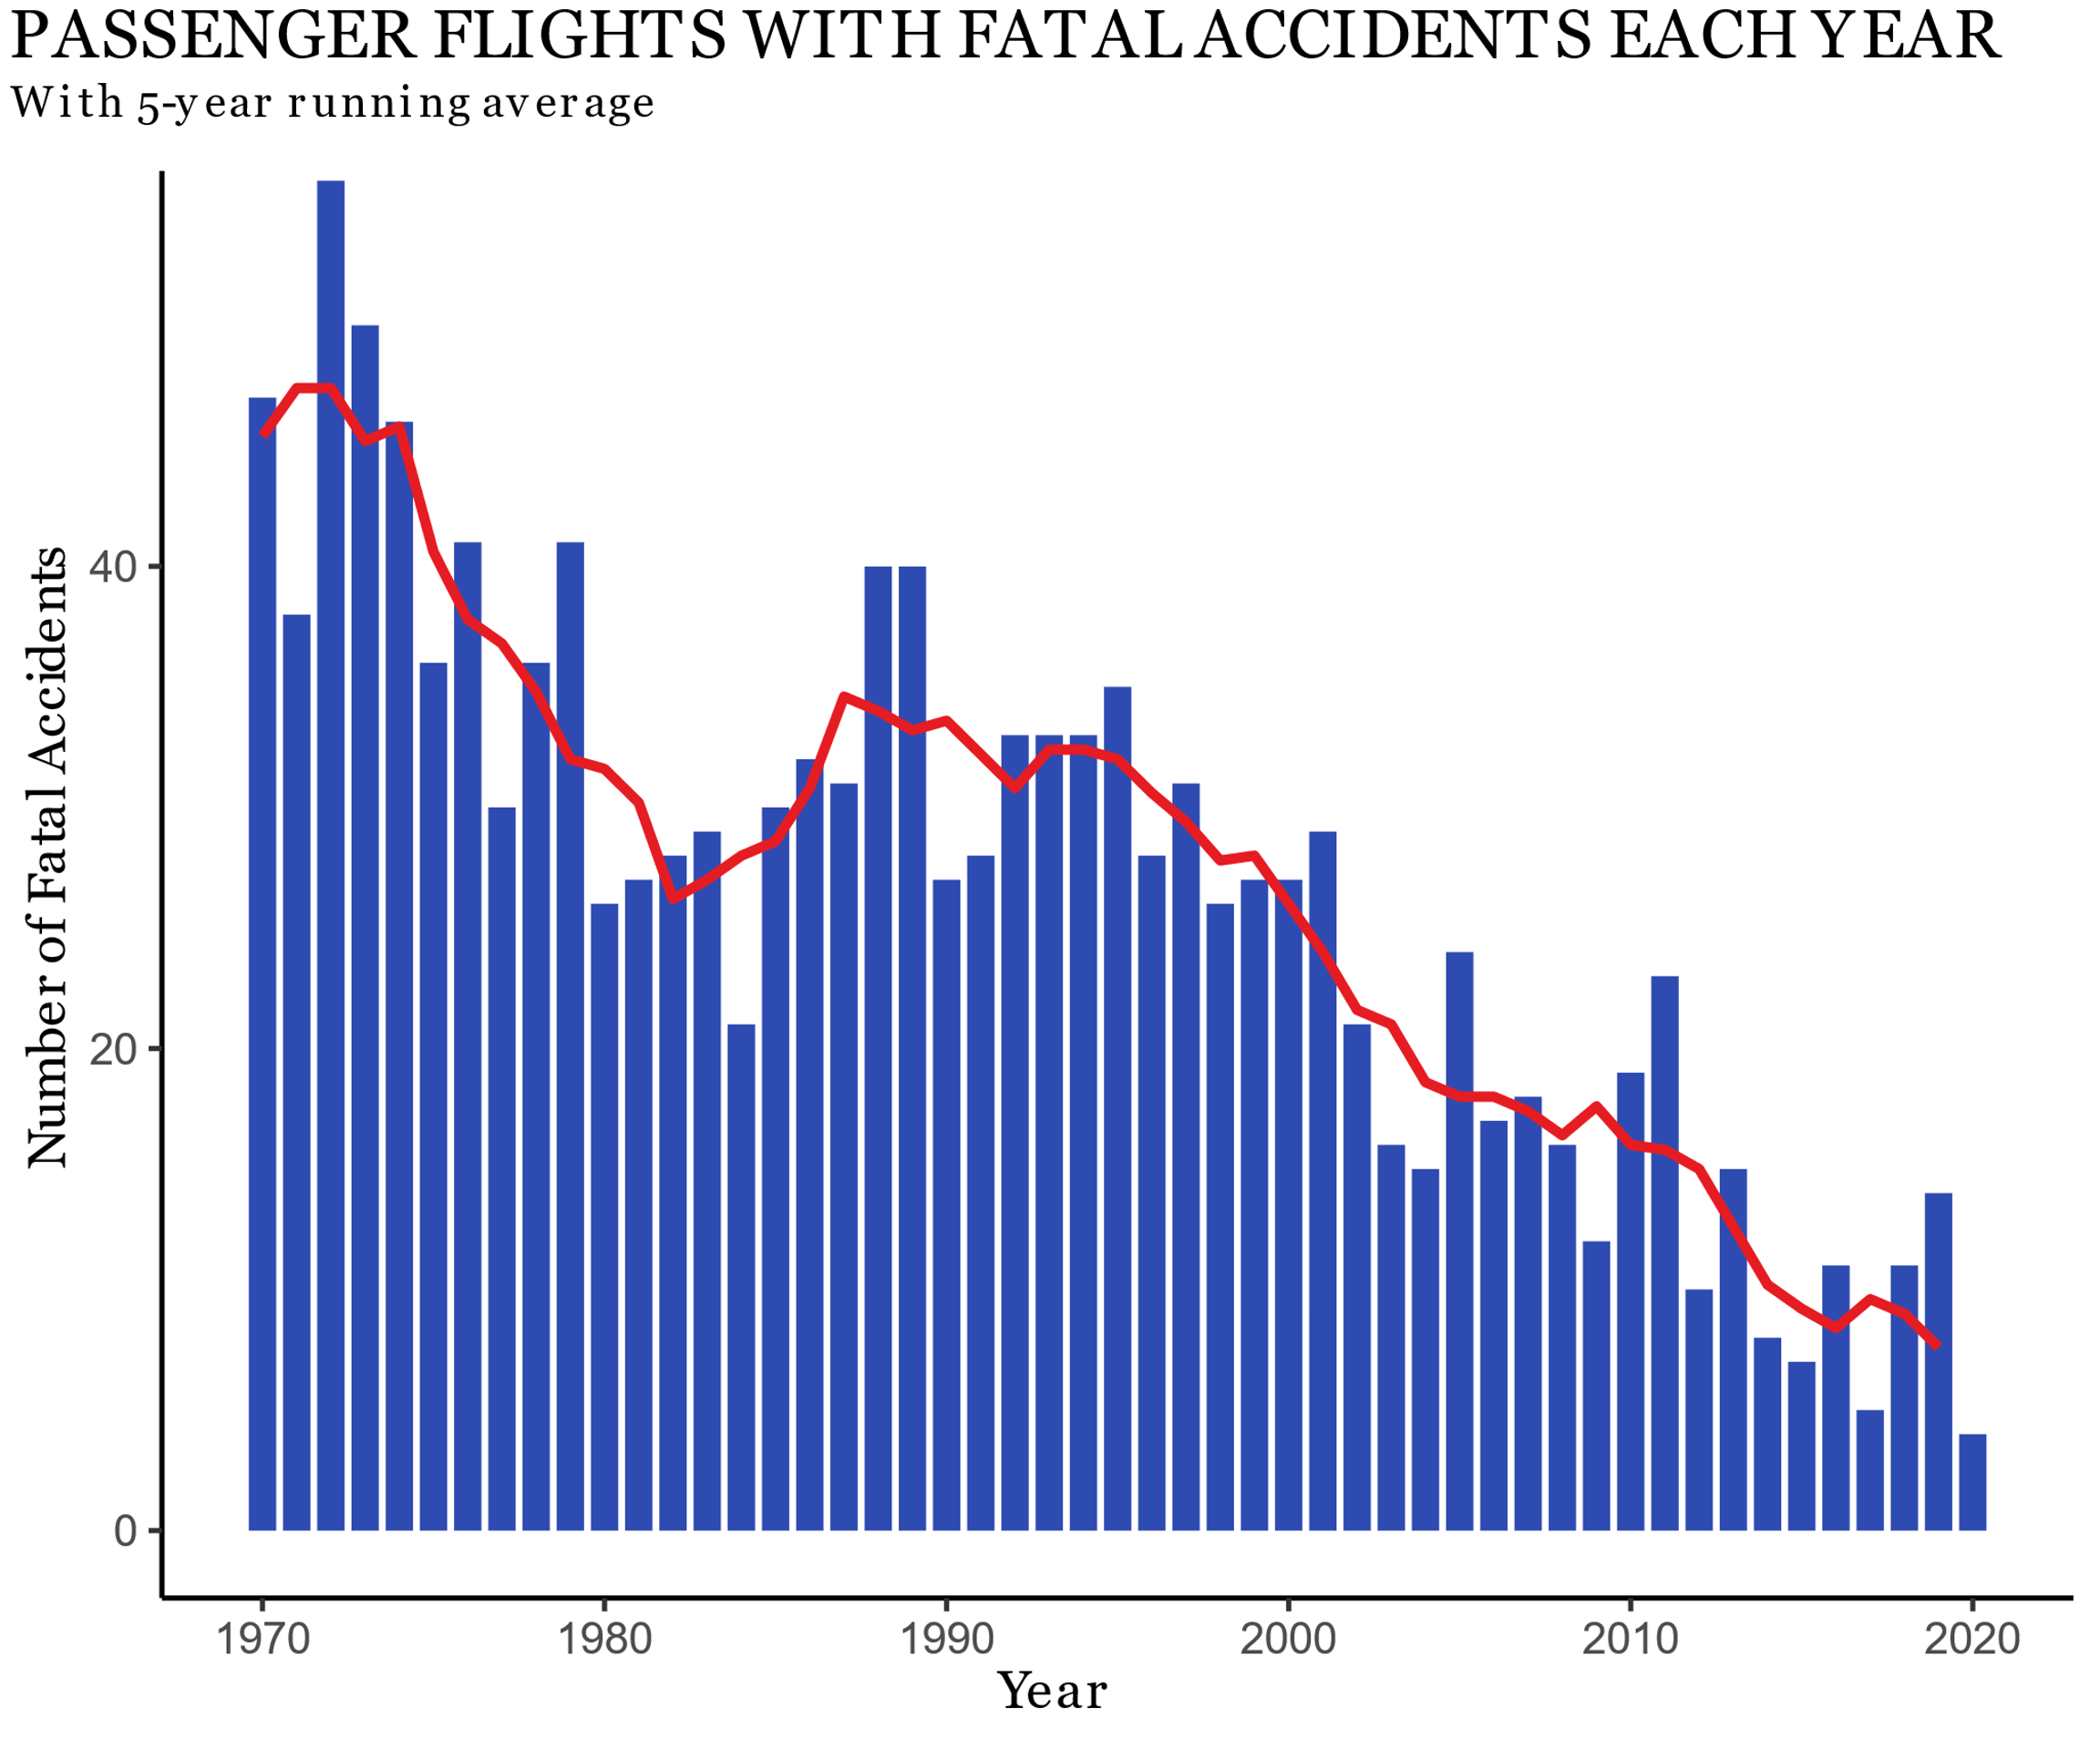 PASSENGER FLIGHTS WITH FATAL ACCIDENTS EACH YEAR
With 5-year running average
Number of Fatal Accidents
40
20
0
1970 1980 1990 2000 2010 2020
Year